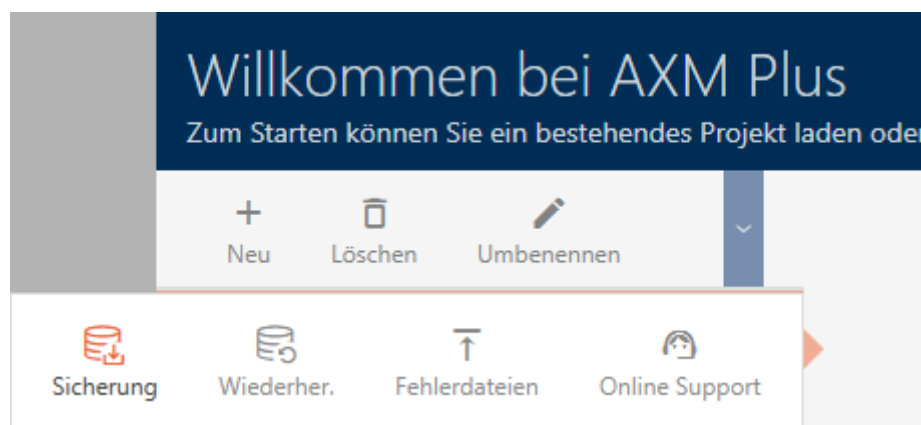 Willkommen bei AXM Plus
Zum Starten können Sie ein bestehendes Projekt laden oder
Neu Löschen Umbenennen
Sicherung Wiederher. Fehlerdateien Online Support